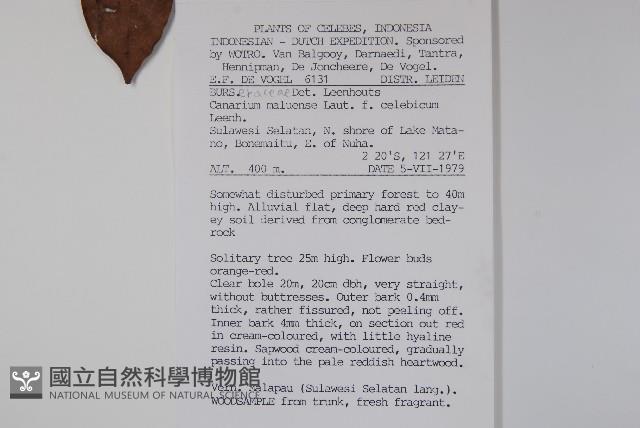 PLANTS OF CELEBES, INDONESIA
INDONESIAN - DUTCH EXPEDITION. Sponsored
by WOTRO. Van Balgooy, Darnaedi, Tantra,
Hennipman, De Joncheere, De Vogel.
E.F. DE VOGEL 6131 DISTR. LEIDEN
BURS.eraceae Det. Leenhouts
Canarium maluense Laut. f. celebicum
Leenh.
Sulawesi Selatan, N. shore of Lake Mata-
no, Bonemaitu, E. of Nuha.
2 20'S, 121 27'E
ALT. 400 m. DATE 5-VII-1979
Somewhat disturbed primary forest to 40m
high. Alluvial flat, deep hard red clay-
ey soil derived from conglomerate bed-
rock
Solitary tree 25m high. Flower buds
orange-red.
Clear bole 20m, 20cm dbh, very straight,
without buttresses. Outer bark 0.4mm
thick, rather fissured, not peeling off.
Inner bark 4mm thick, on section out red
in cream-coloured, with little hyaline
resin. Sapwood cream-coloured, gradually
passing into the pale reddish heartwood.
Vern. Malapau (Sulawesi Selatan lang.).
WOODSAMPLE from trunk, fresh fragrant.
國立自然科學博物館
NATIONAL MUSEUM OF NATURAL SCIENCE